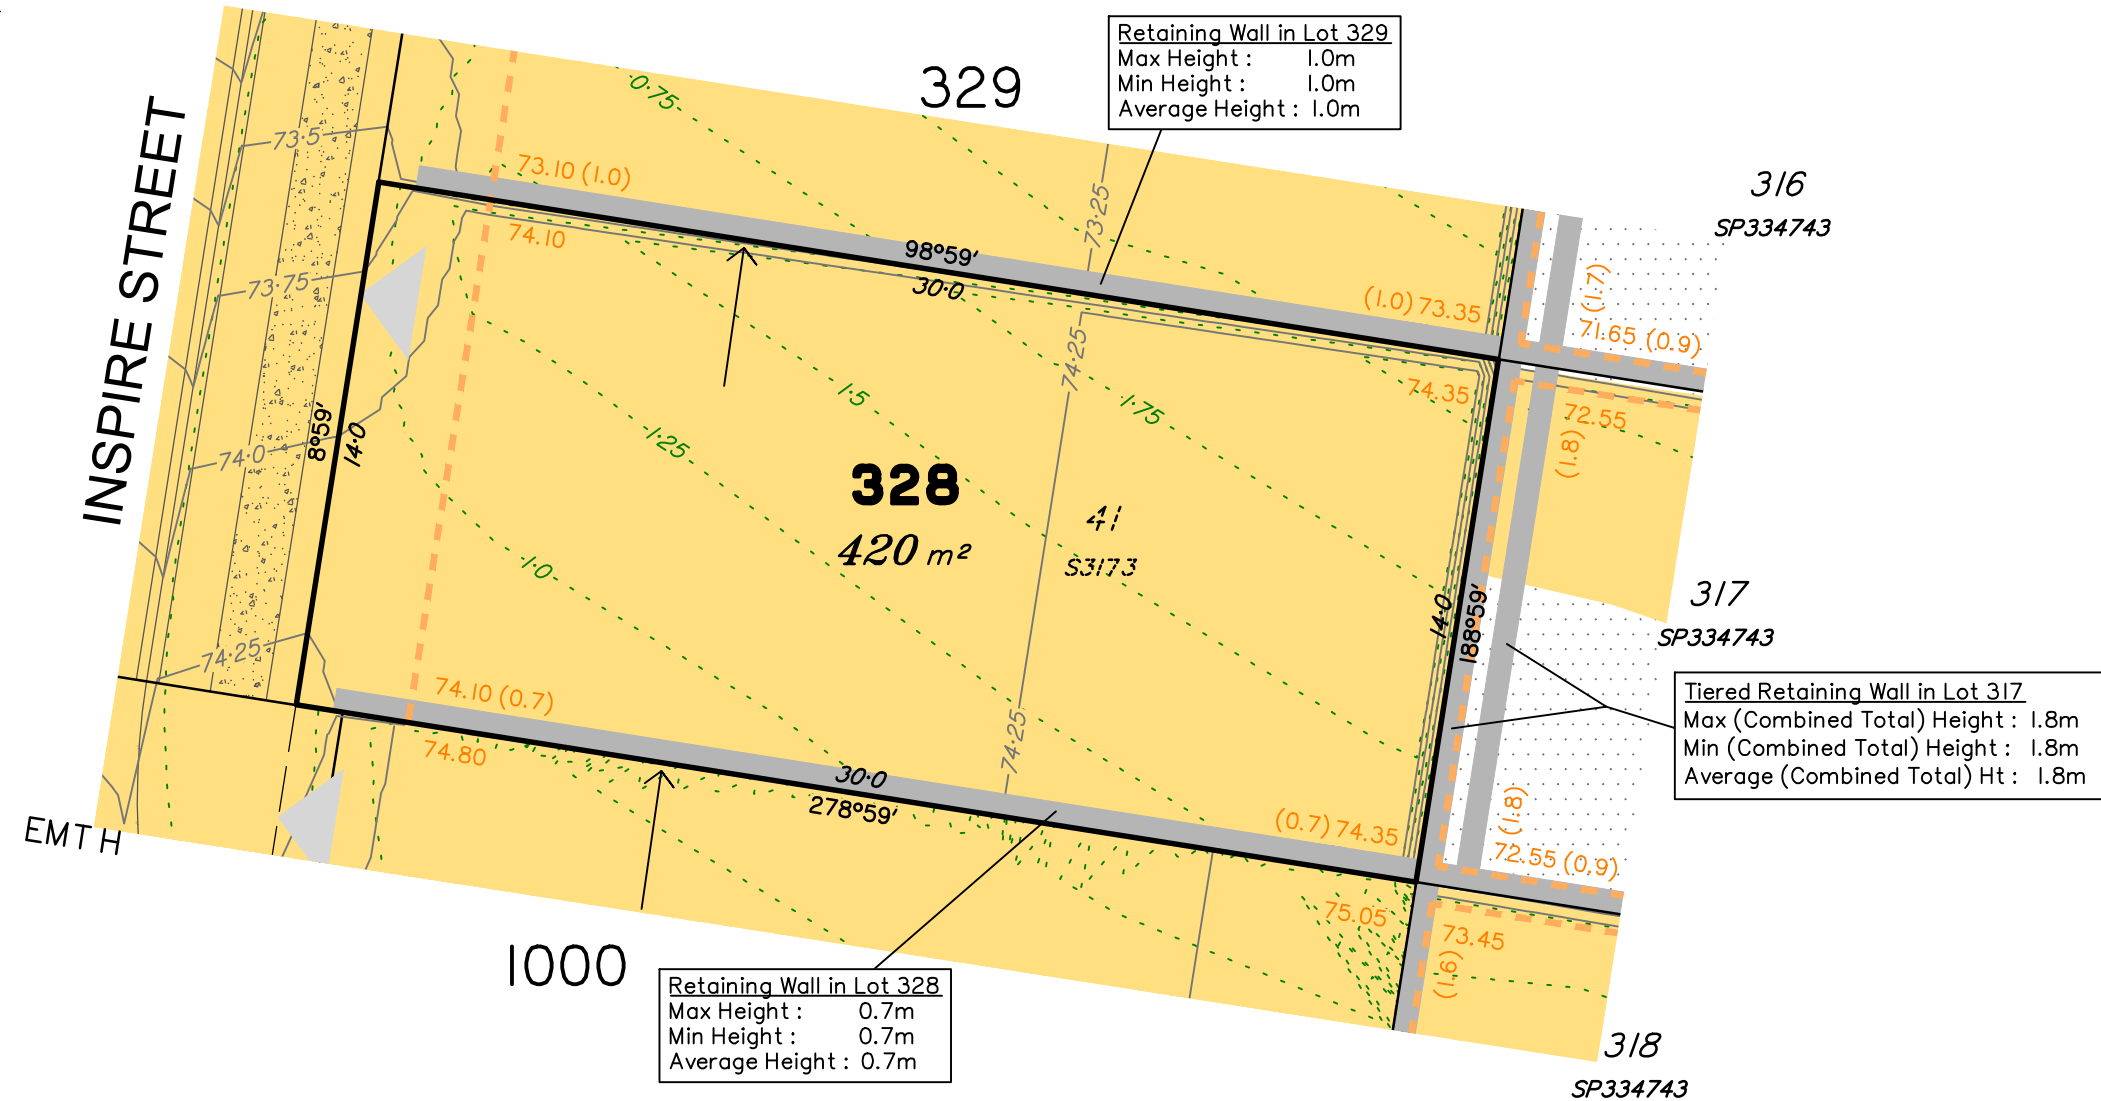 Retaining Wall in Lot 329
Max Height : 1.0m
Min Height : 1.0m
Average Height : 1.0m
329
0·75
316
SP334743
INSPIRE STREET
73·5
73.10 (1.0)
74.10
73·25
98°59'
30·0
(1.0) 73.35
(1.7)
71.65 (0.9)
73·75
74·25
74.35
72.55
(1.8)
1·5
1·75
1·25
8°59'
14·0
74·0
328
420 m²
41
S3173
1·0
14·0
188°59'
317
SP334743
74·25
74.10 (0.7)
74.80
74·25
30·0
278°59'
(0.7) 74.35
(1.8)
72.55 (0.9)
Tiered Retaining Wall in Lot 317
Max (Combined Total) Height : 1.8m
Min (Combined Total) Height : 1.8m
Average (Combined Total) Ht : 1.8m
EMT H
75.05
73.45
(1.6)
1000
Retaining Wall in Lot 328
Max Height : 0.7m
Min Height : 0.7m
Average Height : 0.7m
318
SP334743